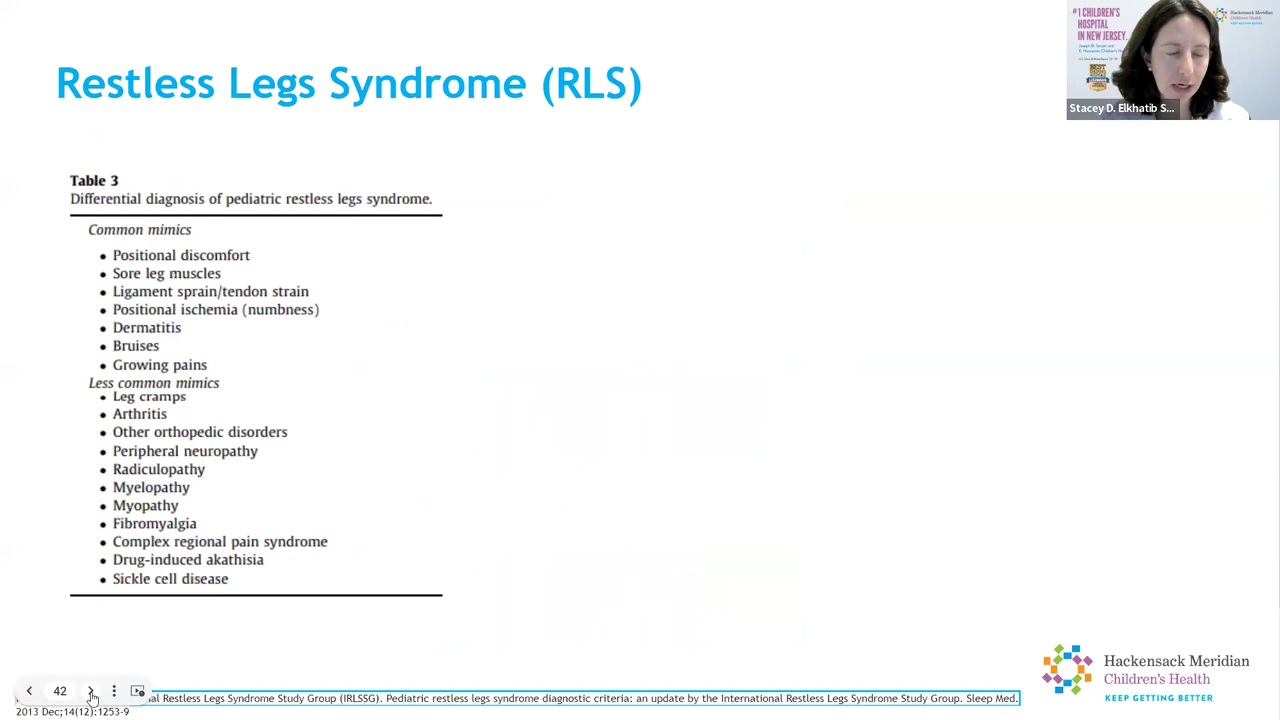 Restless Legs Syndrome (RLS)
#1 CHILDREN'S
HOSPITAL
IN NEW JERSEY.
Hackensack Meridian
Children's Health
BEST
Stacey D. Elkhatib S...
Table 3
Differential diagnosis of pediatric restless legs syndrome.
Common mimics
• Positional discomfort
• Sore leg muscles
• Ligament sprain/tendon strain
• Positional ischemia (numbness)
• Dermatitis
• Bruises
• Growing pains
Less common mimics
• Leg cramps
• Arthritis
• Other orthopedic disorders
• Peripheral neuropathy
• Radiculopathy
• Myelopathy
• Myopathy
• Fibromyalgia
• Complex regional pain syndrome
• Drug-induced akathisia
• Sickle cell disease
Hackensack Meridian
Children's Health
KEEP GETTING BETTER
42
Restless Legs Syndrome Study Group (IRLSSG). Pediatric restless legs syndrome diagnostic criteria: an update by the International Restless Legs Syndrome Study Group. Sleep Med.
2013 Dec;14(12):1253-9